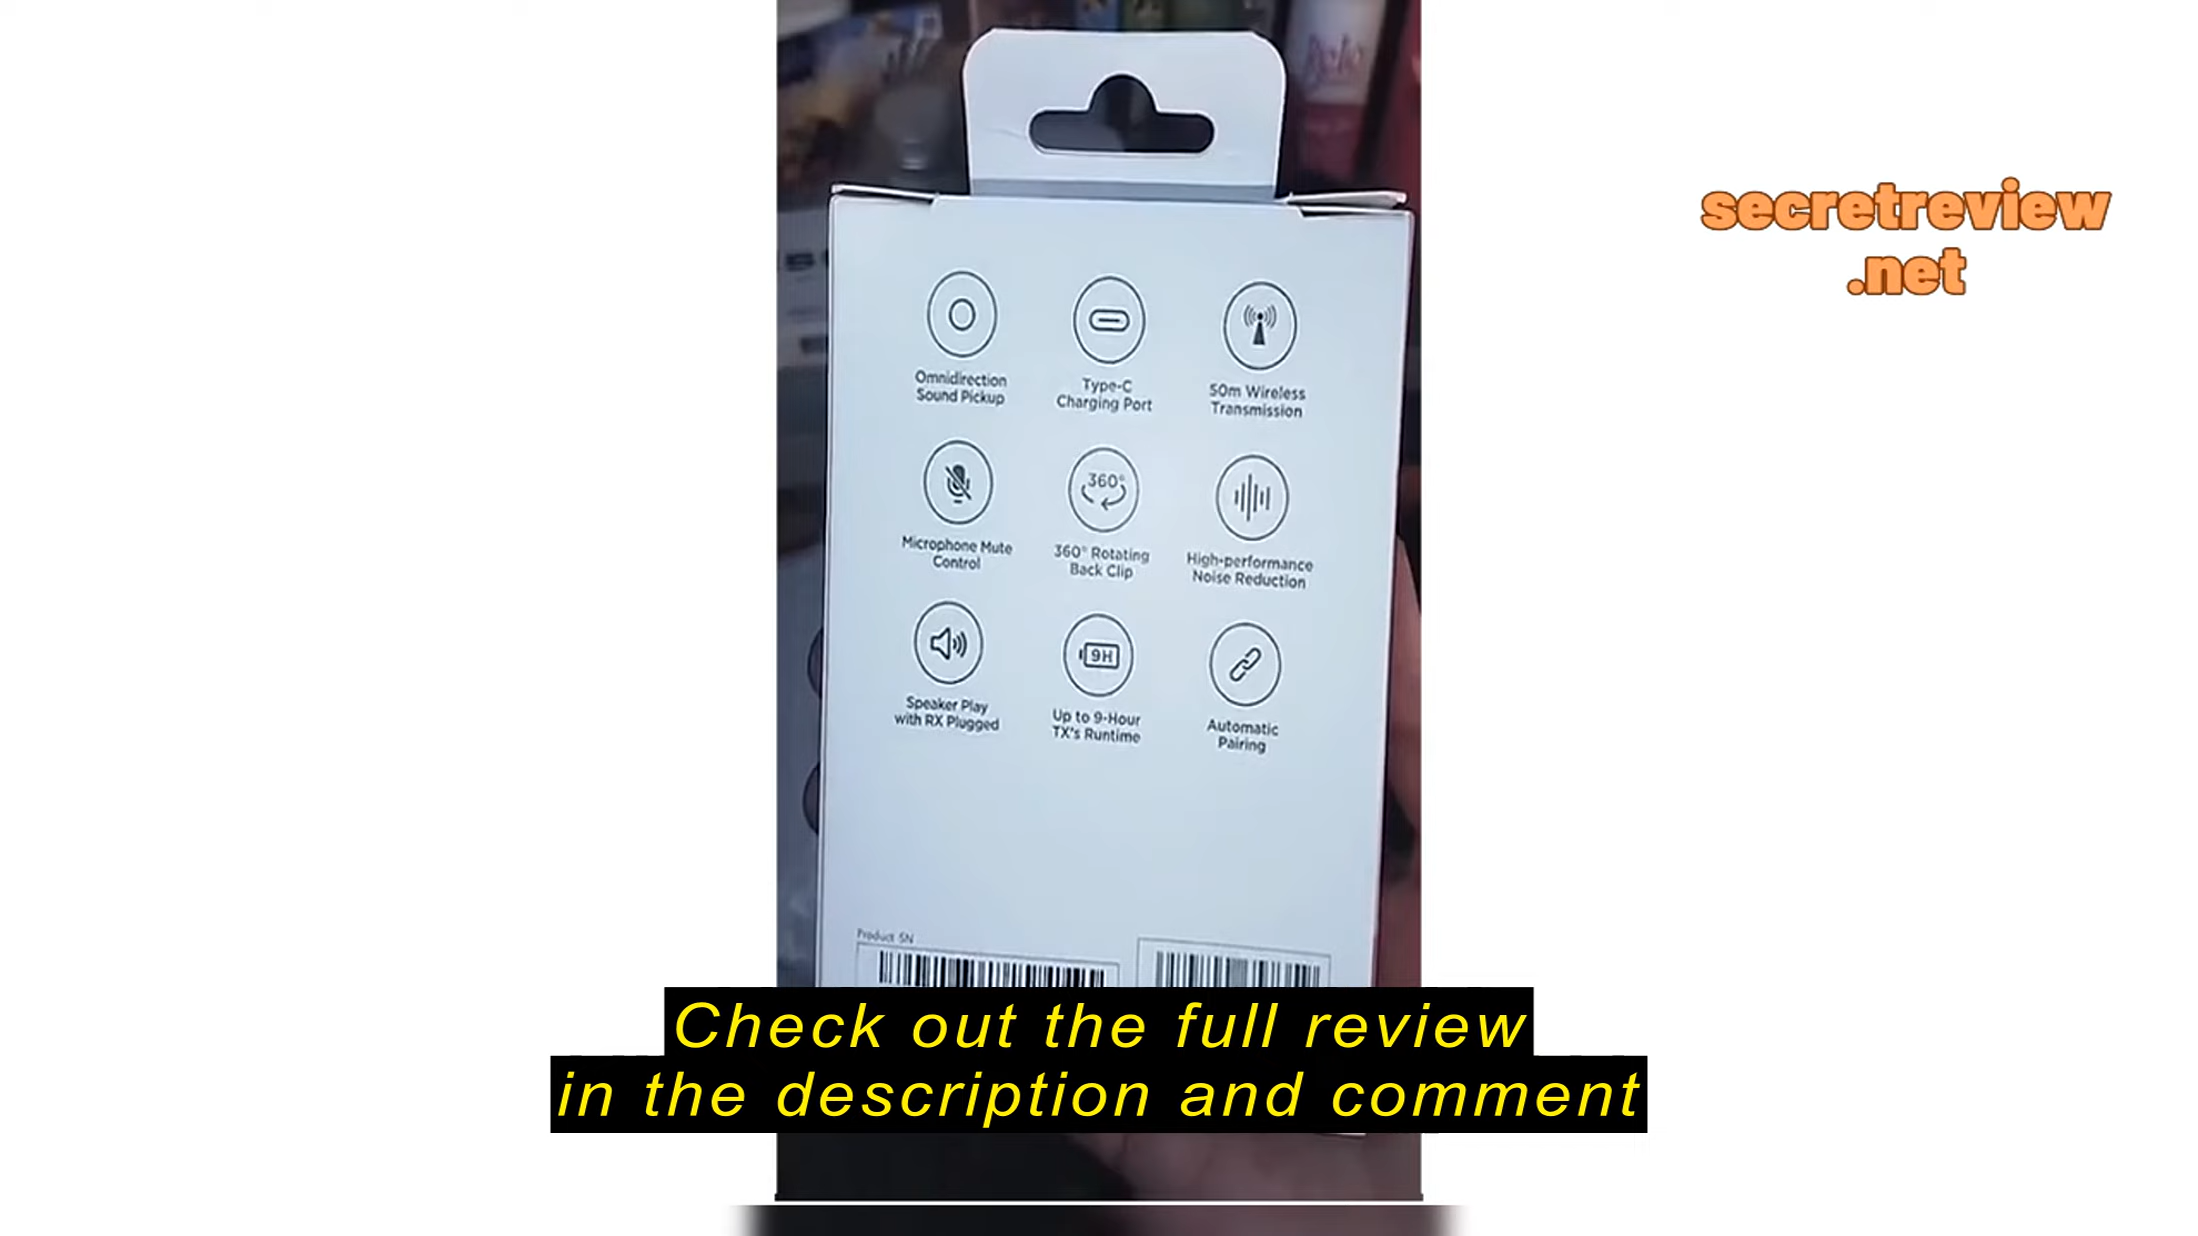 secretreview
.net
Omnidirection
Sound Pickup
Type-C
Charging Port
50m Wireless
Transmission
Microphone Mute
Control
360°
360° Rotating
Back Clip
High-performance
Noise Reduction
Speaker Play
with RX Plugged
9H
Up to 9-Hour
TX's Runtime
Automatic
Pairing
Product SN
Check out the full review
in the description and comment